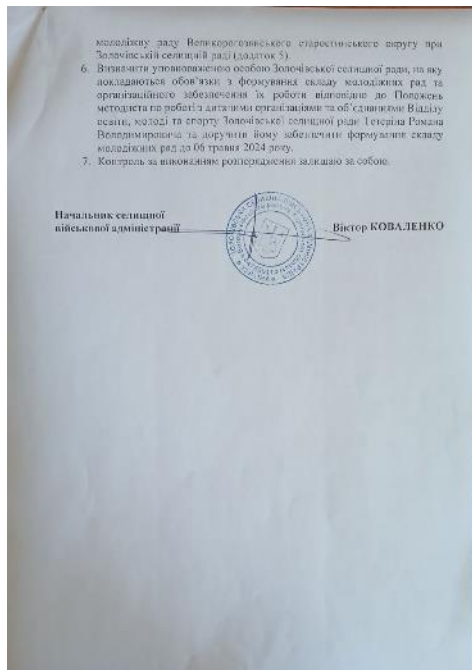 молодіжну раду Великорогозянського старостинського округу при
Золочівській селищній раді (додаток 5).
6. Визначити уповноваженою особою Золочівської селищної ради, на яку
покладаються обов'язки з формування складу молодіжних рад та
організаційного забезпечення їх роботи відповідно до Положень
методиста по роботі з дитячими організаціями та об'єднаннями Відділу
освіти, молоді та спорту Золочівської селищної ради Тетеріна Романа
Володимировича та доручити йому забезпечити формування складу
молодіжних рад до 06 травня 2024 року.
7. Контроль за виконанням розпорядження залишаю за собою.
Начальник селищної
військової адміністрації Віктор КОВАЛЕНКО